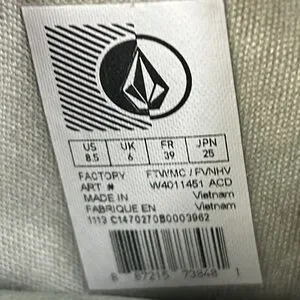 US UK FR JPN
8.5 6 39 25
FACTORY FTWMC / FVNHV
ART # W4011451 ACD
MADE IN Vietnam
FABRIQUE EN Vietnam
1113 C1470270B0003962
8 87215 73848 1